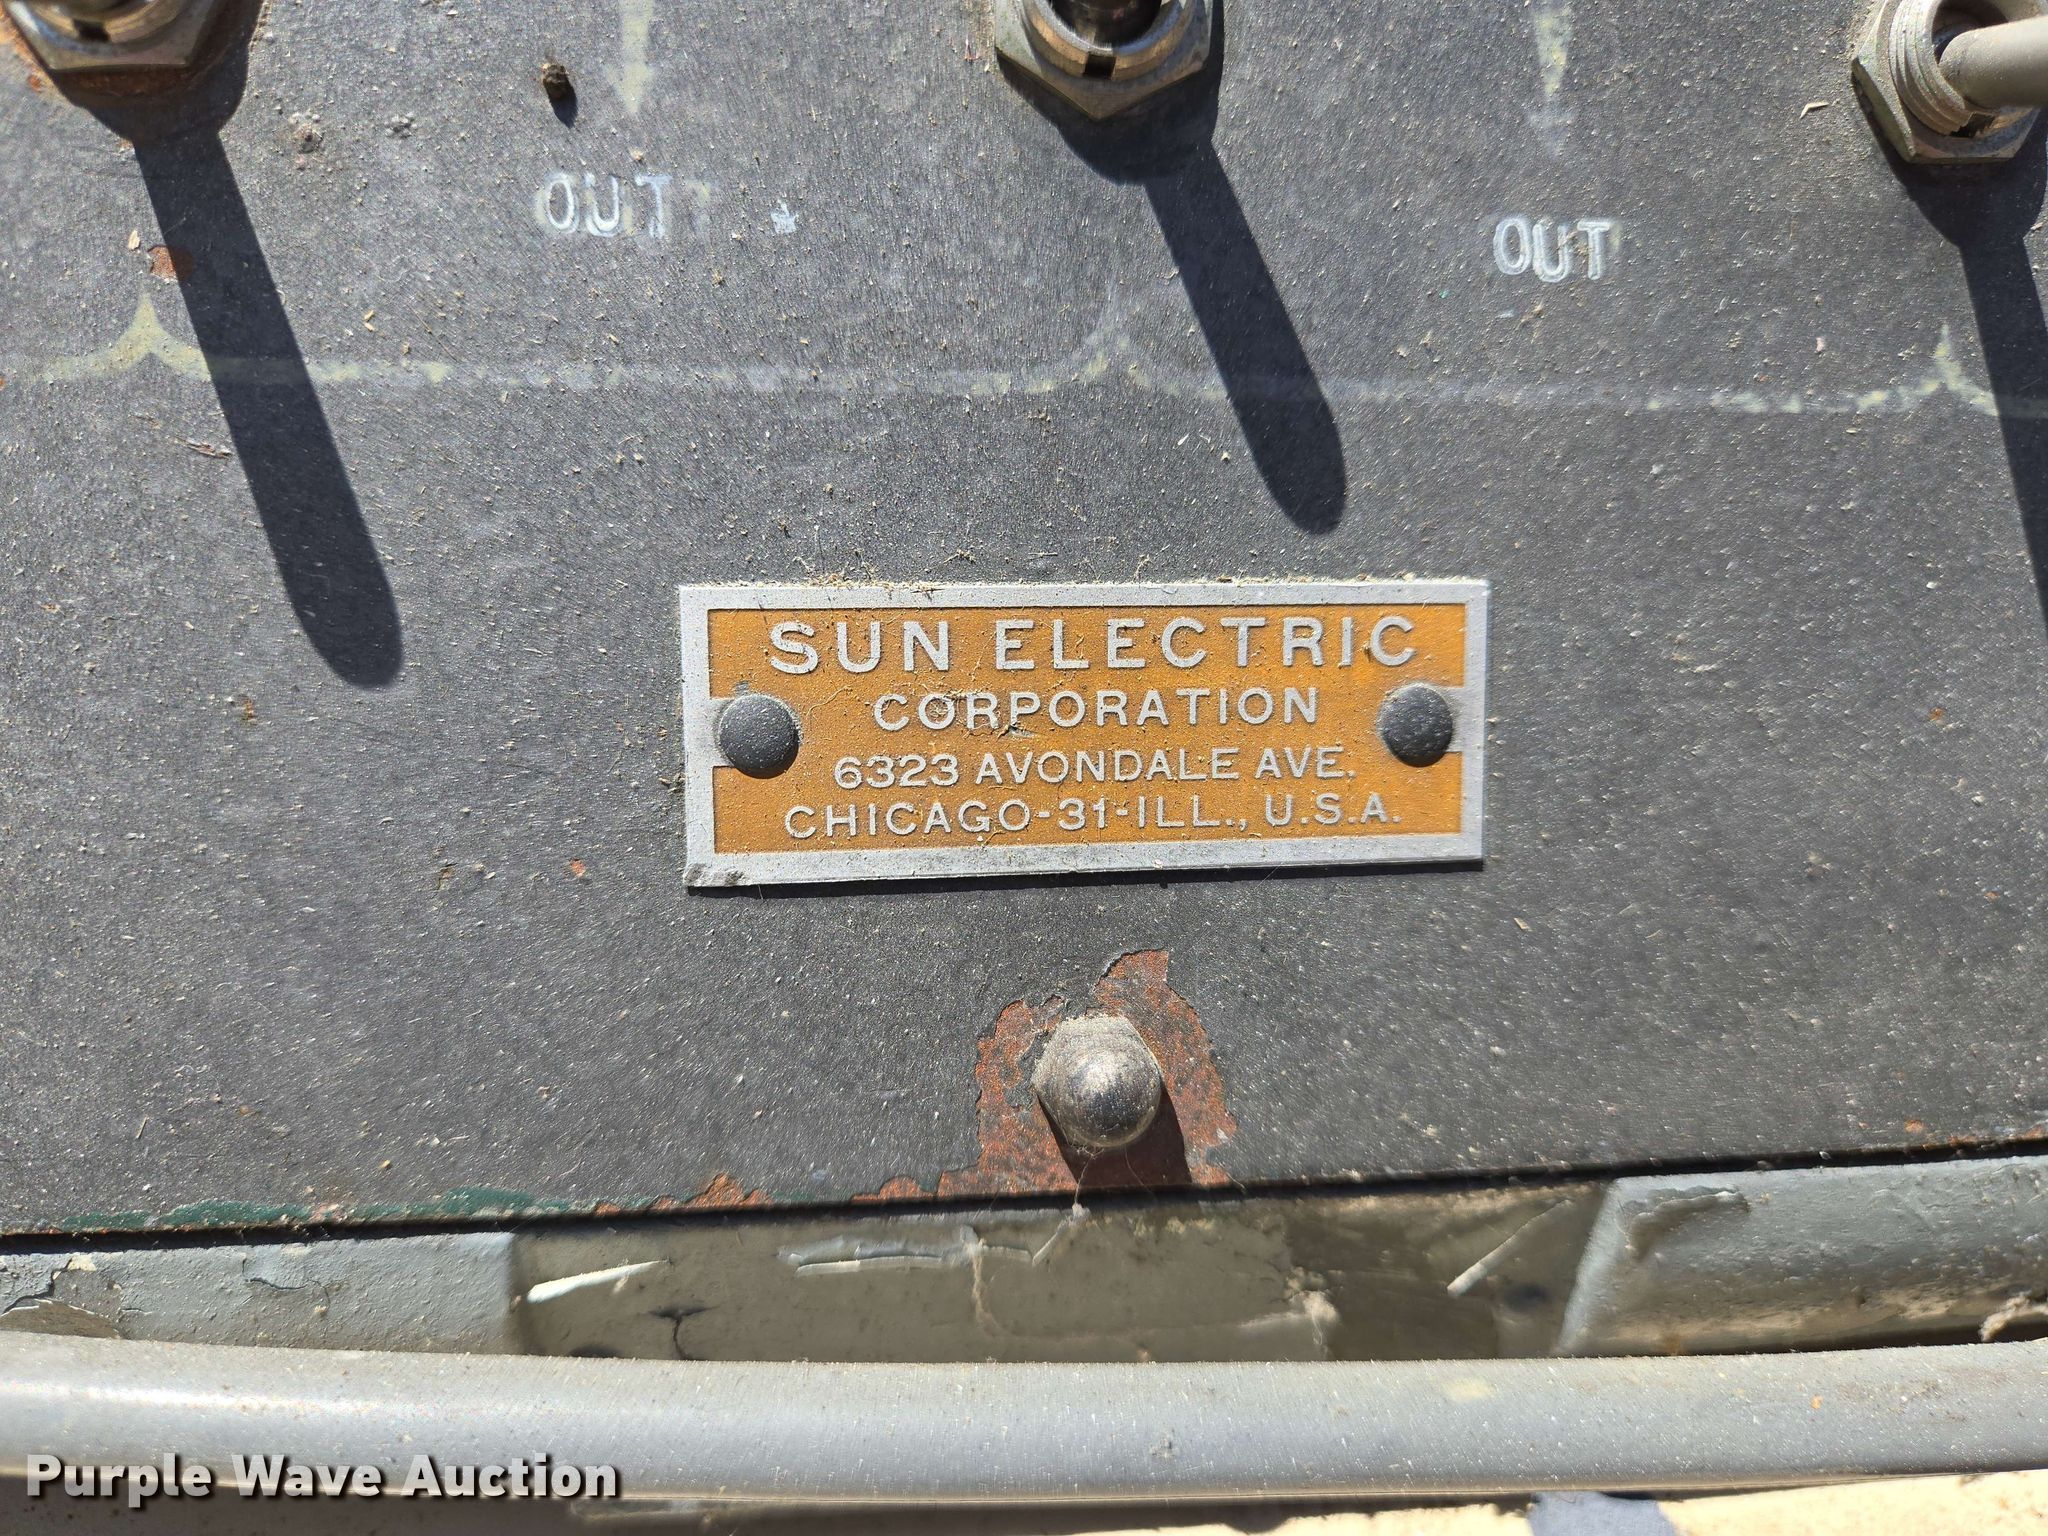 OUT
OUT
SUN ELECTRIC
CORPORATION
6323 AVONDALE AVE.
CHICAGO-31-ILL., U.S.A.
Purple Wave Auction